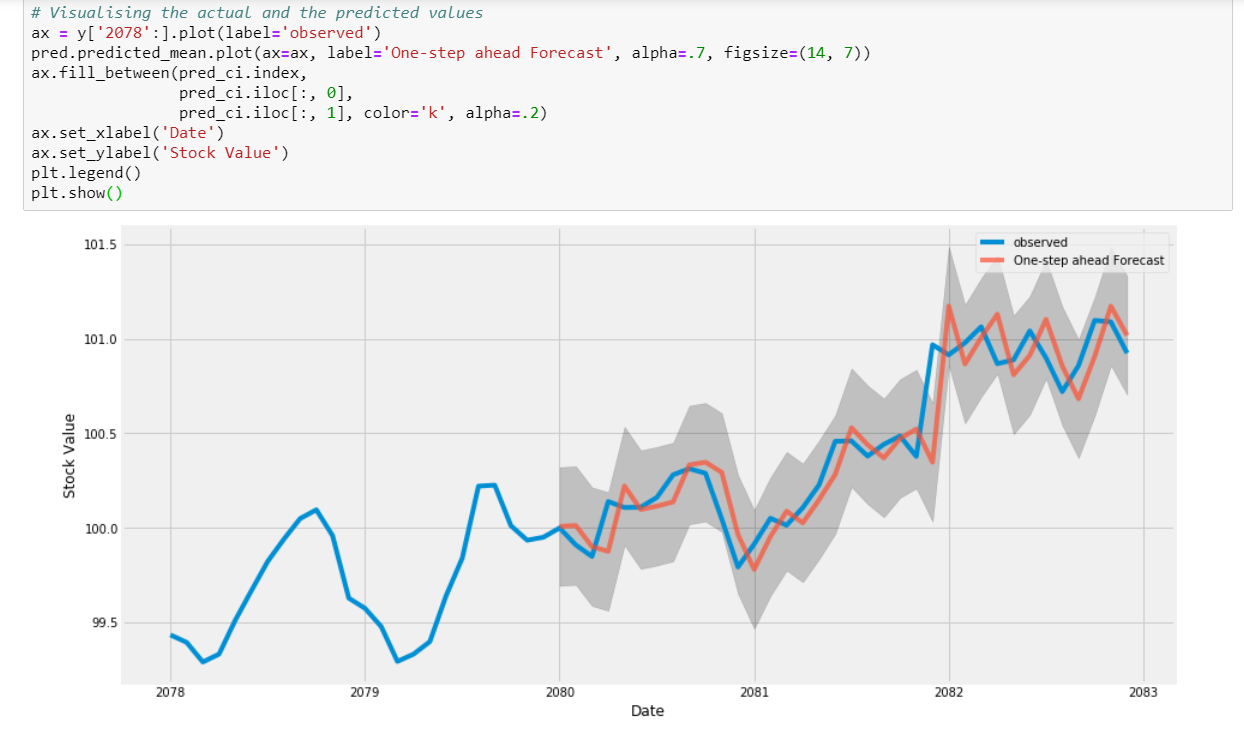 # Visualising the actual and the predicted values
ax = y['2078':].plot(label='observed')
pred.predicted_mean.plot(ax=ax, label='One-step ahead Forecast', alpha=.7, figsize=(14, 7))
ax.fill_between(pred_ci.index,
                pred_ci.iloc[:, 0],
                pred_ci.iloc[:, 1], color='k', alpha=.2)
ax.set_xlabel('Date')
ax.set_ylabel('Stock Value')
plt.legend()
plt.show()
observed
One-step ahead Forecast
101.5
101.0
100.5
100.0
99.5
Stock Value
2078 2079 2080 2081 2082 2083
Date